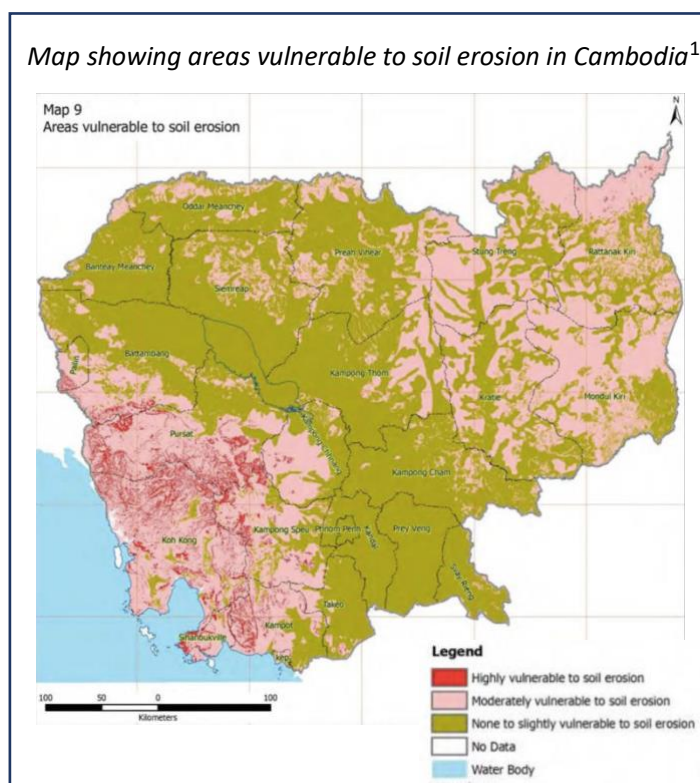 Map showing areas vulnerable to soil erosion in Cambodia1
Map 9
Areas vulnerable to soil erosion
N
Oddar Meanchey
Preah Vihear
Stung Treng
Rattanak Kiri
Banteay Meanchey
Siemreap
Battambang
Pailin
Kampong Thom
Kratie
Mondul Kiri
Pursat
Kampong Chhnang
Kampong Cham
Koh Kong
Kampong Speu
Phnom Penh
Kandal
Prey Veng
Svay Rieng
Takeo
Sihanoukville
Kampot
Kep
Legend
Highly vulnerable to soil erosion
Moderately vulnerable to soil erosion
None to slightly vulnerable to soil erosion
No Data
Water Body
100 50 0 100
Kilometers